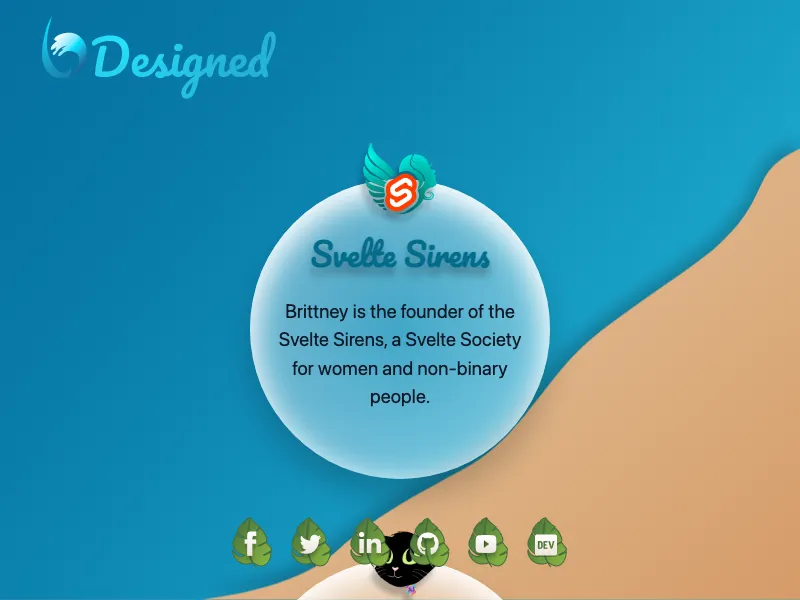 Designed
Svelte Sirens
Brittney is the founder of the
Svelte Sirens, a Svelte Society
for women and non-binary
people.
DEV